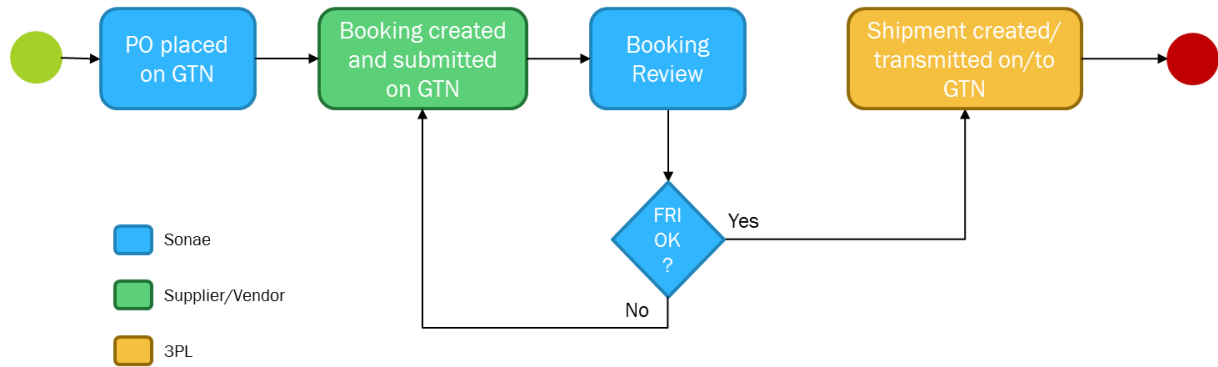 PO placed
on GTN
Booking created
and submitted
on GTN
Booking
Review
Shipment created/
transmitted on/to
GTN
FRI
OK
?
Yes
No
Sonae
Supplier/Vendor
3PL